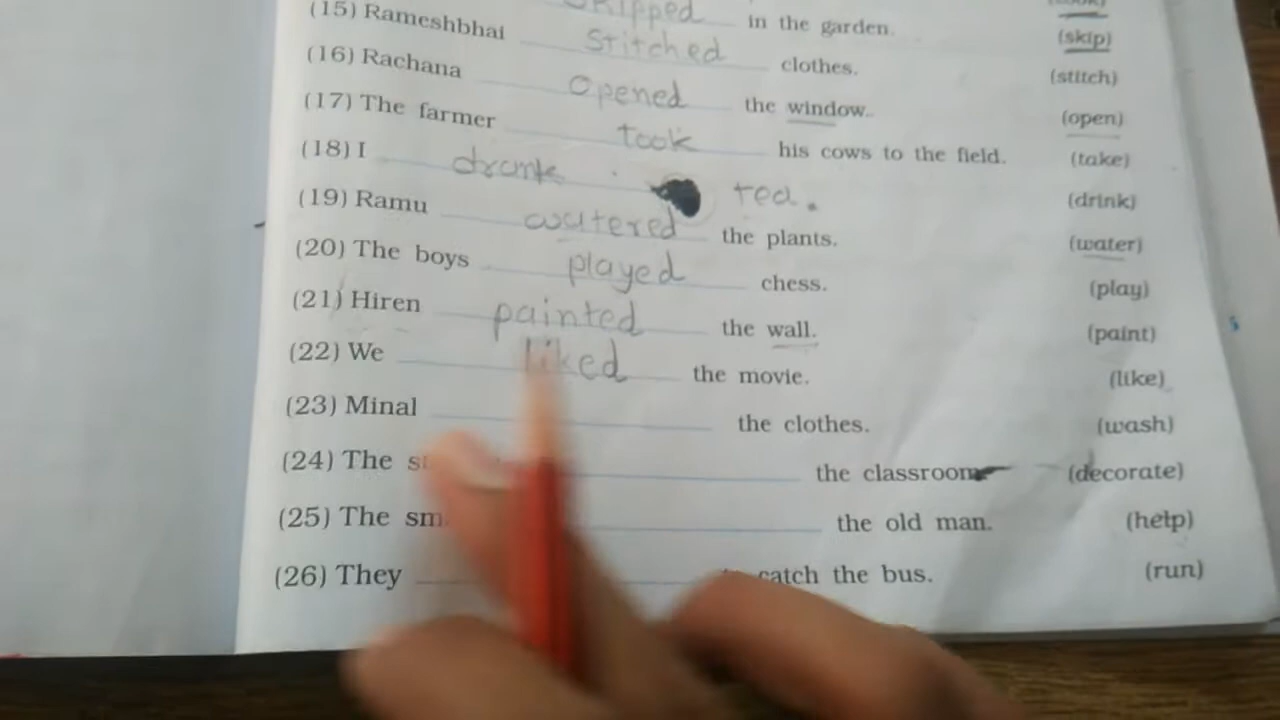 skipped in the garden. (skip)
(15) Rameshbhai stitched clothes. (stitch)
(16) Rachana opened the window. (open)
(17) The farmer took his cows to the field. (take)
(18) I drank tea. (drink)
(19) Ramu watered the plants. (water)
(20) The boys played chess. (play)
(21) Hiren painted the wall. (paint)
(22) We liked the movie. (like)
(23) Minal the clothes. (wash)
(24) The the classroom (decorate)
(25) The the old man. (help)
(26) They catch the bus. (run)